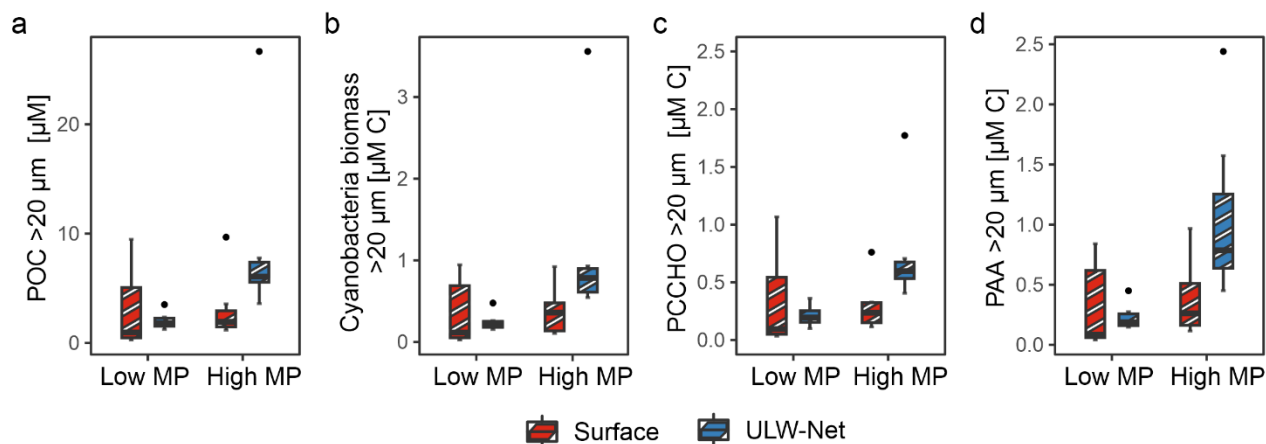 a
POC >20 µm [µM]
20
10
0
Low MP High MP
b
Cyanobacteria biomass
>20 µm [µM C]
3
2
1
0
Low MP High MP
c
PCCHO >20 µm [µM C]
2.5
2.0
1.5
1.0
0.5
0.0
Low MP High MP
d
PAA >20 µm [µM C]
2.5
2.0
1.5
1.0
0.5
0.0
Low MP High MP
Surface ULW-Net